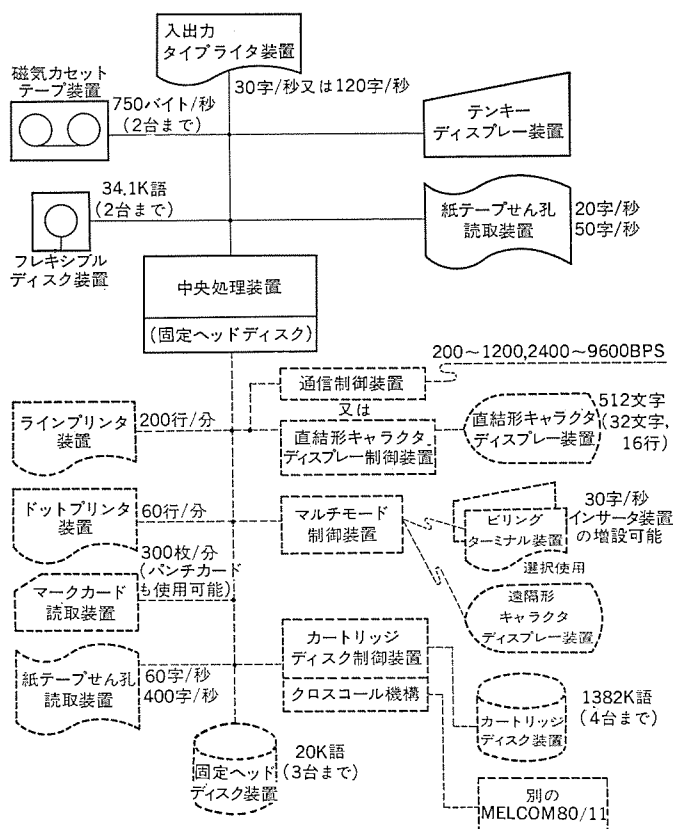 入出力
タイプライタ装置
30字/秒又は120字/秒
磁気カセット
テープ装置
750バイト/秒
(2台まで)
テンキー
ディスプレー装置
34.1K語
(2台まで)
フレキシブル
ディスク装置
紙テープせん孔
読取装置
20字/秒
50字/秒
中央処理装置
(固定ヘッドディスク)
200～1200,2400～9600BPS
通信制御装置
又は
直結形キャラクタ
ディスプレー制御装置
直結形キャラクタ
ディスプレー装置
512文字
(32文字,
16行)
ラインプリンタ
装置
200行/分
ドットプリンタ
装置
60行/分
マルチモード
制御装置
ビリング
ターミナル装置
30字/秒
インサータ装置
の増設可能
選択使用
300枚/分
(パンチカード
も使用可能)
マークカード
読取装置
遠隔形
キャラクタ
ディスプレー装置
紙テープせん孔
読取装置
60字/秒
400字/秒
カートリッジ
ディスク制御装置
クロスコール機構
カートリッジ
ディスク装置
1382K語
(4台まで)
固定ヘッド
ディスク装置
20K語
(3台まで)
別の
MELCOM80/11